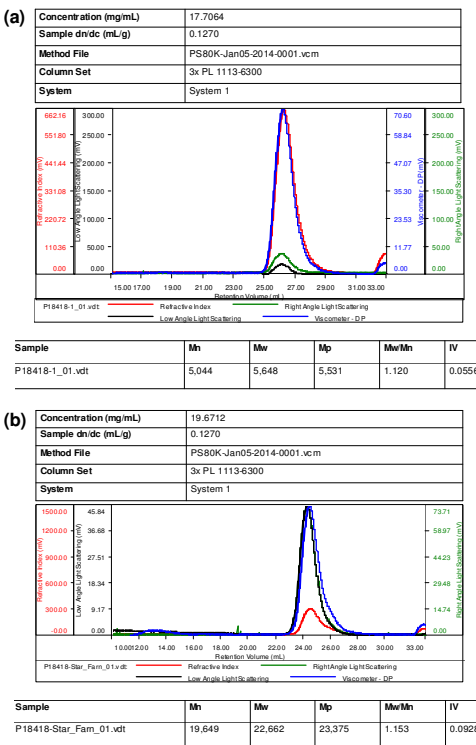 (a)
Concentration (mg/mL) 17.7064
Sample dn/dc (mL/g) 0.1270
Method File PS80K-Jan05-2014-0001.vcm
Column Set 3x PL 1113-6300
System System 1
662.16 300.00 70.60 300.00
551.80 250.00 58.84 250.00
441.44 200.00 47.07 200.00
331.08 150.00 35.30 150.00
220.72 100.00 23.53 100.00
110.36 50.00 11.77 50.00
0.00 0.00 0.00 0.00
Refractive Index (mV)
Low Angle Light Scattering (mV)
Viscometer - DP (mV)
Right Angle Light Scattering (mV)
15.00 17.00 19.00 21.00 23.00 25.00 27.00 29.00 31.00 33.00
Retention Volume (mL)
P18418-1_01.vdt Refractive Index Right Angle Light Scattering
Low Angle Light Scattering Viscometer - DP
Sample Mn Mw Mp Mw/Mn IV
P18418-1_01.vdt 5,044 5,648 5,531 1.120 0.0556
(b)
Concentration (mg/mL) 19.6712
Sample dn/dc (mL/g) 0.1270
Method File PS80K-Jan05-2014-0001.vcm
Column Set 3x PL 1113-6300
System System 1
1500.00 45.84 73.71
1200.00 36.68 58.97
900.00 27.51 44.23
600.00 18.34 29.48
300.00 9.17 14.74
-0.00 0.00 0.00
Refractive Index (mV)
Low Angle Light Scattering (mV)
Right Angle Light Scattering (mV)
10.00 12.00 14.00 16.00 18.00 20.00 22.00 24.00 26.00 28.00 30.00 33.00
Retention Volume (mL)
P18418-Star_Farn_01.vdt Refractive Index Right Angle Light Scattering
Low Angle Light Scattering Viscometer - DP
Sample Mn Mw Mp Mw/Mn IV
P18418-Star_Farn_01.vdt 19,649 22,662 23,375 1.153 0.0928